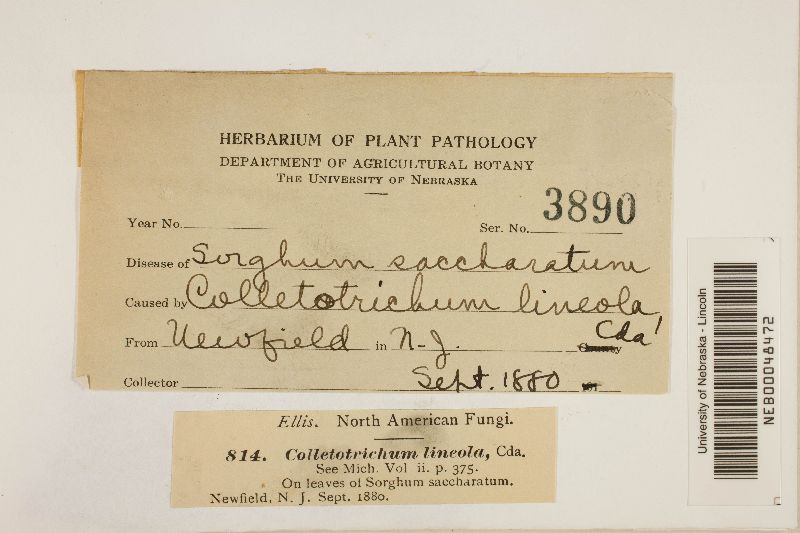 HERBARIUM OF PLANT PATHOLOGY
DEPARTMENT OF AGRICULTURAL BOTANY
THE UNIVERSITY OF NEBRASKA
Year No.
Ser. No. 3890
Disease of Sorghum saccharatum
Caused by Colletotrichum lineola,
Cda!
From Newfield in N-J. County
Collector Sept. 1880
Ellis. North American Fungi.
814. Colletotrichum lineola, Cda.
See Mich. Vol ii. p. 375.
On leaves of Sorghum saccharatum.
Newfield, N. J. Sept. 1880.
University of Nebraska - Lincoln
NEB00048472